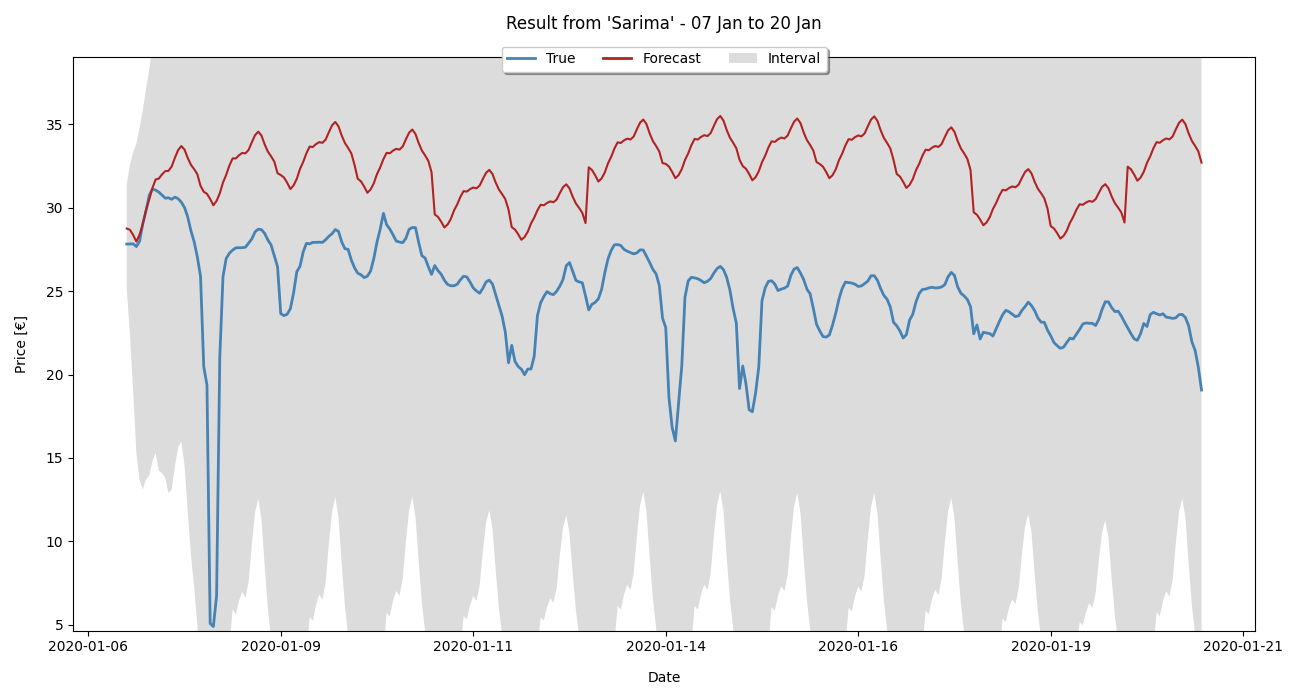 Result from 'Sarima' - 07 Jan to 20 Jan
True
Forecast
Interval
Price [€]
35
30
25
20
15
10
5
2020-01-06
2020-01-09
2020-01-11
2020-01-14
2020-01-16
2020-01-19
2020-01-21
Date